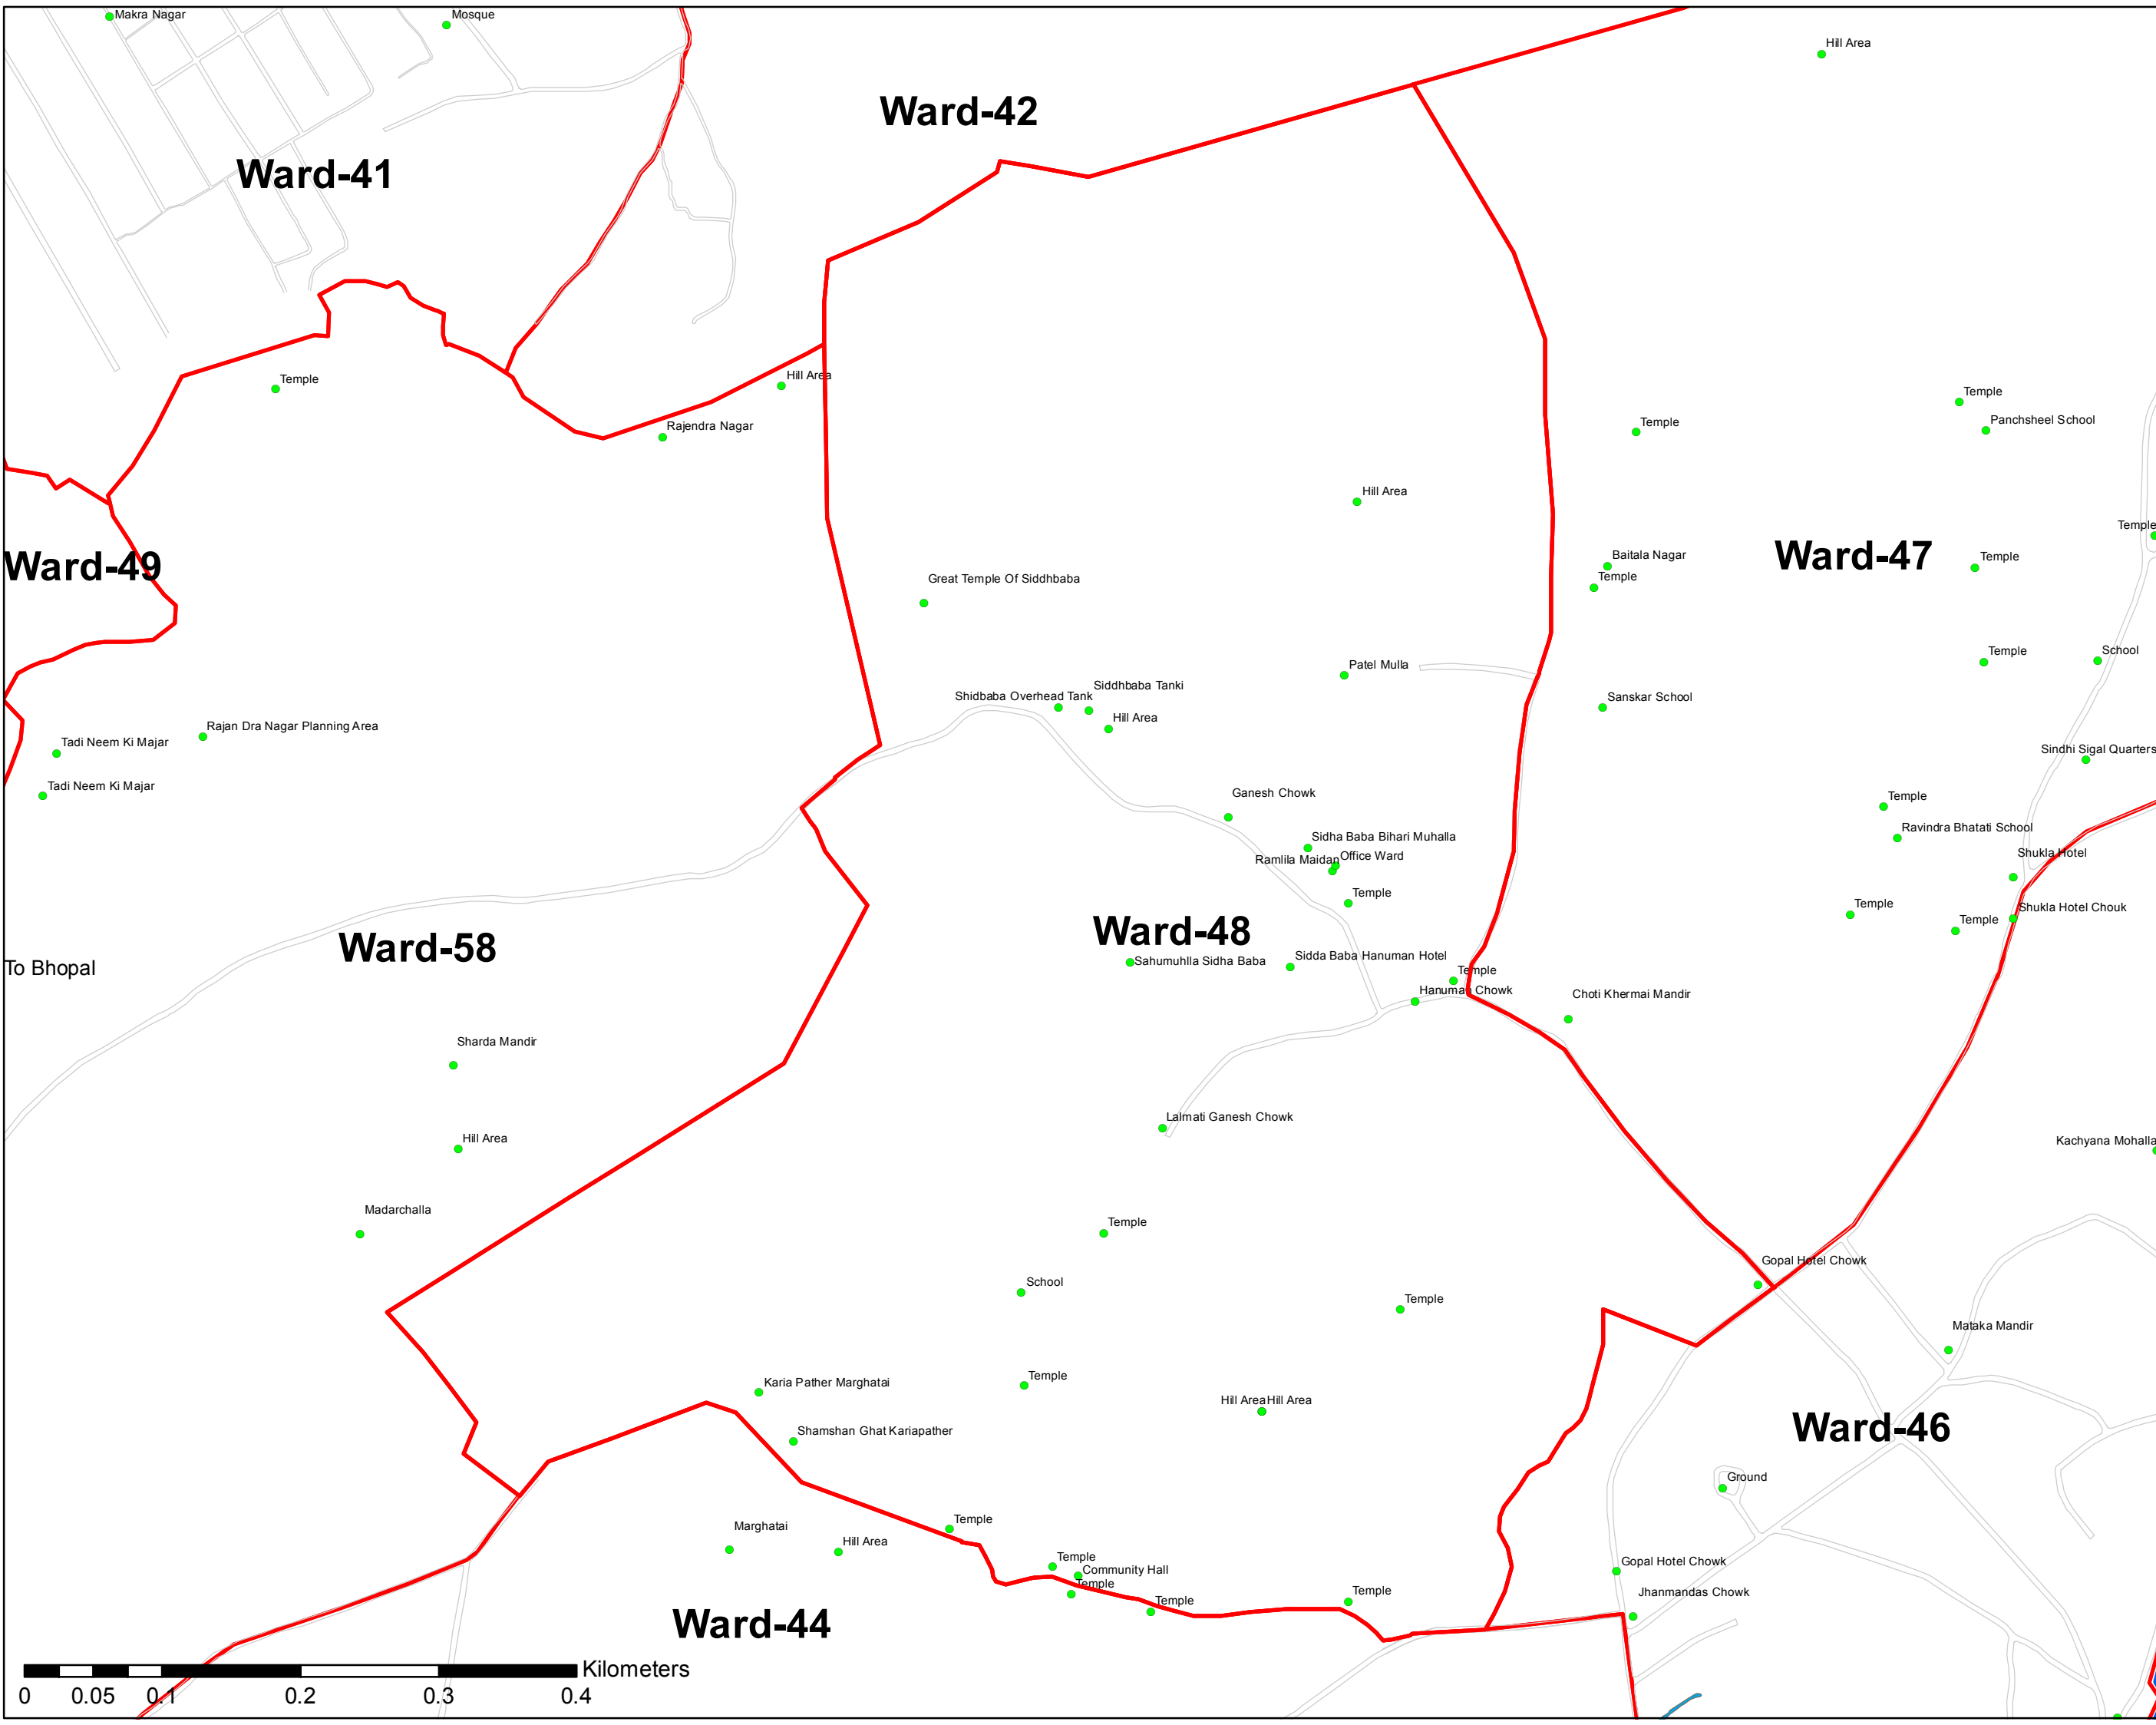 Makra Nagar
Mosque
Hill Area
Ward-42
Ward-41
Temple
Hill Area
Rajendra Nagar
Temple
Panchsheel School
Temple
Hill Area
Temple
Ward-49
Great Temple Of Siddhbaba
Baitala Nagar
Temple
Ward-47
Temple
Patel Mulla
Temple
School
Siddhbaba Tanki
Shidbaba Overhead Tank
Hill Area
Sanskar School
Rajan Dra Nagar Planning Area
Tadi Neem Ki Majar
Tadi Neem Ki Majar
Sindhi Sigal Quarters
Ganesh Chowk
Temple
Sidha Baba Bihari Muhalla
Ravindra Bhatati School
Ramlila Maidan
Office Ward
Shukla Hotel
Temple
Temple
Shukla Hotel Chouk
Temple
Ward-58
Ward-48
To Bhopal
Sahumuhlla Sidha Baba
Sidda Baba Hanuman Hotel
Temple
Hanuman Chowk
Choti Khermai Mandir
Sharda Mandir
Hill Area
Lalmati Ganesh Chowk
Kachyana Mohalla
Madarchalla
Temple
Gopal Hotel Chowk
School
Temple
Mataka Mandir
Karia Pather Marghatai
Temple
Hill Area
Hill Area
Ward-46
Shamshan Ghat Kariapather
Ground
Temple
Marghatai
Hill Area
Temple
Community Hall
Temple
Gopal Hotel Chowk
Temple
Temple
Jhanmandas Chowk
Ward-44
Kilometers
0 0.05 0.1 0.2 0.3 0.4